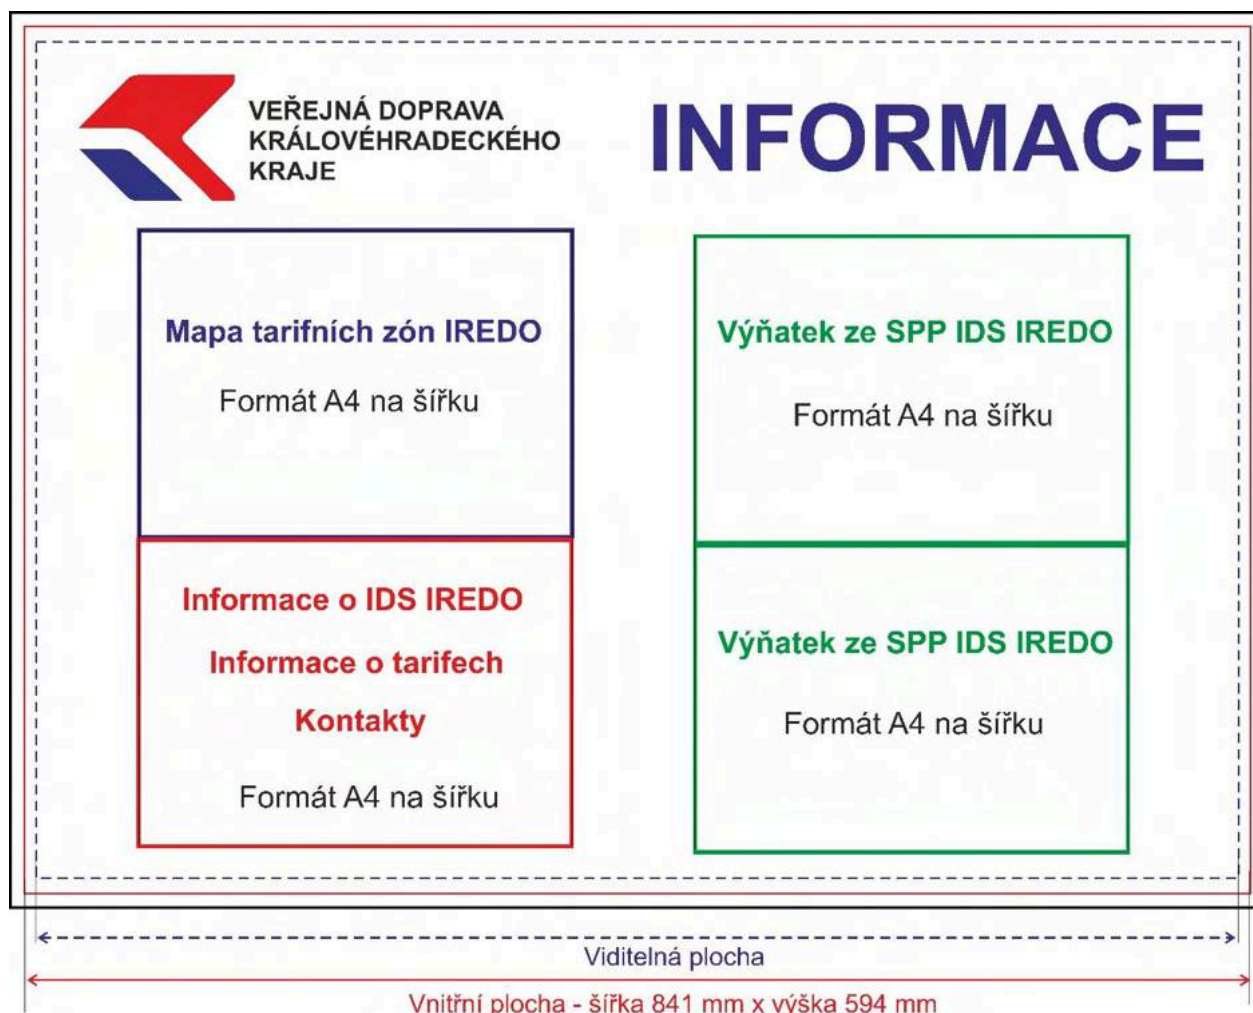 VEŘEJNÁ DOPRAVA
KRÁLOVÉHRADECKÉHO
KRAJE
INFORMACE
Mapa tarifních zón IREDO
Formát A4 na šířku
Informace o IDS IREDO
Informace o tarifech
Kontakty
Formát A4 na šířku
Výňatek ze SPP IDS IREDO
Formát A4 na šířku
Výňatek ze SPP IDS IREDO
Formát A4 na šířku
Viditelná plocha
Vnitřní plocha - šířka 841 mm x výška 594 mm